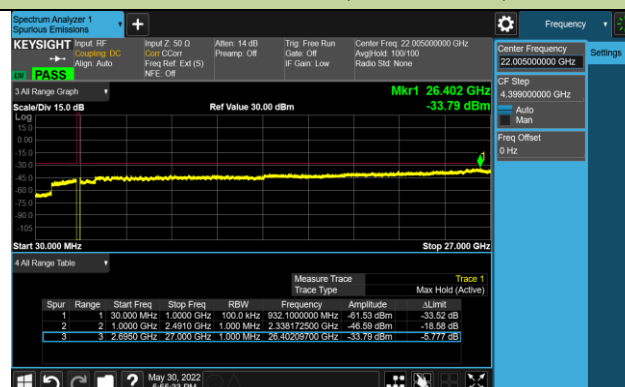 Spectrum Analyzer 1
Spurious Emissions
Frequency
KEYSIGHT Input: RF
Coupling: DC
Align: Auto
Input Z: 50 Ω
Corr CCorr
Freq Ref: Ext (S)
NFE: Off
Atten: 14 dB
Preamp: Off
Trig: Free Run
Gate: Off
IF Gain: Low
Center Freq: 22.005000000 GHz
Avg|Hold: 100/100
Radio Std: None
PASS
Center Frequency
22.005000000 GHz
Settings
CF Step
4.399000000 GHz
Auto
Man
Freq Offset
0 Hz
3 All Range Graph
Mkr1 26.402 GHz
Scale/Div 15.0 dB
Ref Value 30.00 dBm
-33.79 dBm
Log
15.0
0.00
-15.0
-30.0
-45.0
-60.0
-75.0
-90.0
-105
1
Start 30.000 MHz
Stop 27.000 GHz
4 All Range Table
Measure Trace Trace 1
Trace Type Max Hold (Active)
Spur Range Start Freq Stop Freq RBW Frequency Amplitude ΔLimit
1 1 30.000 MHz 1.0000 GHz 100.0 kHz 932.1000000 MHz -61.53 dBm -33.52 dB
2 2 1.0000 GHz 2.4910 GHz 1.000 MHz 2.338172500 GHz -46.59 dBm -18.58 dB
3 3 2.6950 GHz 27.000 GHz 1.000 MHz 26.40209700 GHz -33.79 dBm -5.777 dB
?
May 30, 2022